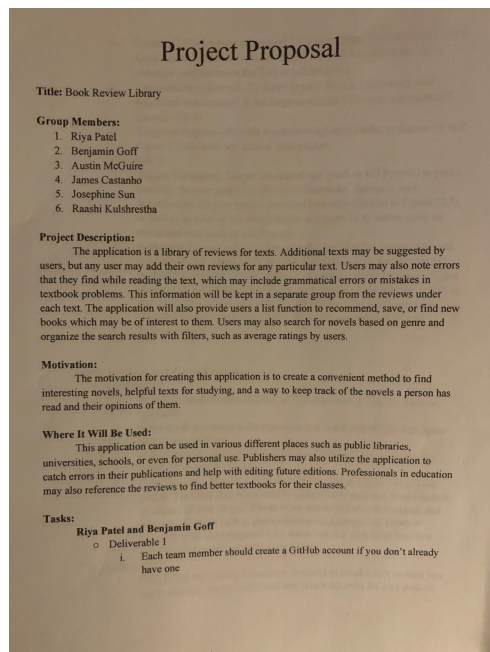 Project Proposal
Title: Book Review Library
Group Members:
1. Riya Patel
2. Benjamin Goff
3. Austin McGuire
4. James Castanho
5. Josephine Sun
6. Raashi Kulshrestha
Project Description:
The application is a library of reviews for texts. Additional texts may be suggested by
users, but any user may add their own reviews for any particular text. Users may also note errors
that they find while reading the text, which may include grammatical errors or mistakes in
textbook problems. This information will be kept in a separate group from the reviews under
each text. The application will also provide users a list function to recommend, save, or find new
books which may be of interest to them. Users may also search for novels based on genre and
organize the search results with filters, such as average ratings by users.
Motivation:
The motivation for creating this application is to create a convenient method to find
interesting novels, helpful texts for studying, and a way to keep track of the novels a person has
read and their opinions of them.
Where It Will Be Used:
This application can be used in various different places such as public libraries,
universities, schools, or even for personal use. Publishers may also utilize the application to
catch errors in their publications and help with editing future editions. Professionals in education
may also reference the reviews to find better textbooks for their classes.
Tasks:
Riya Patel and Benjamin Goff
○ Deliverable 1
i. Each team member should create a GitHub account if you don't already
have one